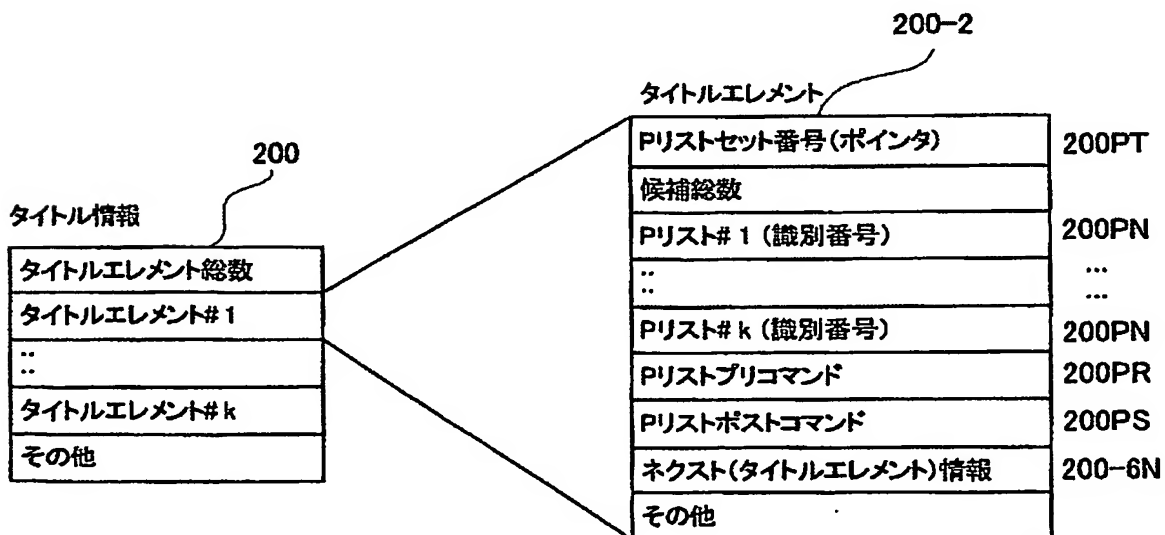 200-2
タイトルエレメント
Pリストセット番号(ポインタ) 200PT
候補総数
Pリスト#1(識別番号) 200PN
:: ...
...
Pリスト#k(識別番号) 200PN
Pリストプリコマンド 200PR
Pリストポストコマンド 200PS
ネクスト(タイトルエレメント)情報 200-6N
その他
200
タイトル情報
タイトルエレメント総数
タイトルエレメント#1
::
タイトルエレメント#k
その他